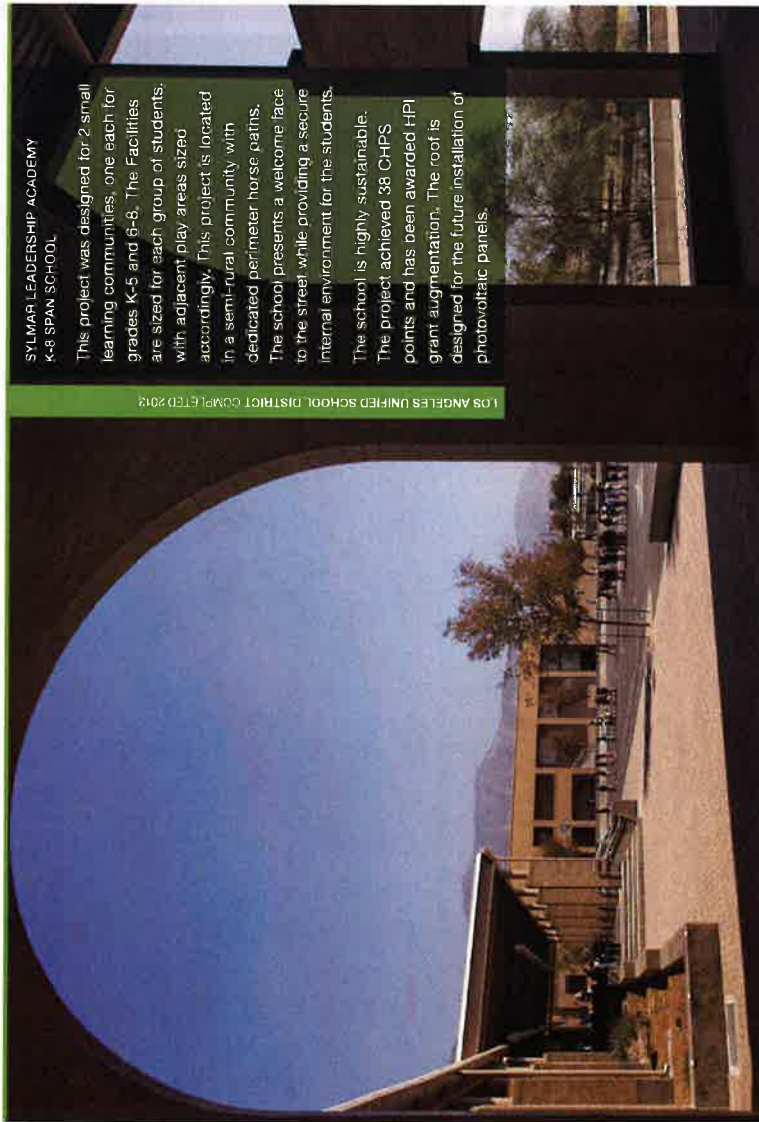 SYLMAR LEADERSHIP ACADEMY
K-8 SPAN SCHOOL
This project was designed for 2 small
learning communities, one each for
grades K-5 and 6-8. The Facilities
are sized for each group of students.
with adjacent play areas sized
accordingly. This project is located
in a semi-rural community with
dedicated perimeter horse paths.
The school presents a welcome face
to the street while providing a secure
internal environment for the students.
The school is highly sustainable.
The project achieved 38 CHPS
points and has been awarded HPI
grant augmentation. The roof is
designed for the future installation of
photovoltaic panels.
LOS ANGELES UNIFIED SCHOOL DISTRICT COMPLETED 2013